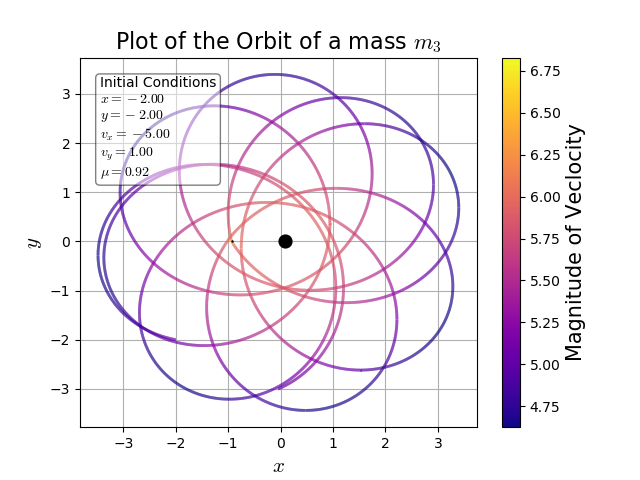 Plot of the Orbit of a mass m₃
Initial Conditions
x = −2.00
y = −2.00
vₓ = −5.00
v_y = 1.00
μ = 0.92
3
2
1
0
−1
−2
−3
y
−3 −2 −1 0 1 2 3
x
6.75
6.50
6.25
6.00
5.75
5.50
5.25
5.00
4.75
Magnitude of Veclocity